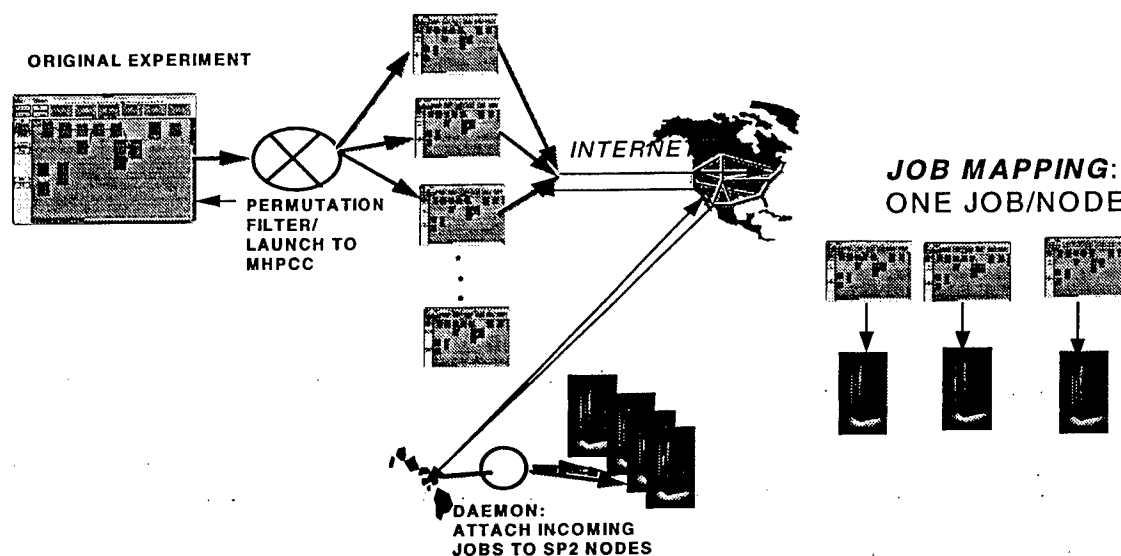 ORIGINAL EXPERIMENT
PERMUTATION
FILTER/
LAUNCH TO
MHPCC
INTERNET
JOB MAPPING:
ONE JOB/NODE
DAEMON:
ATTACH INCOMING
JOBS TO SP2 NODES